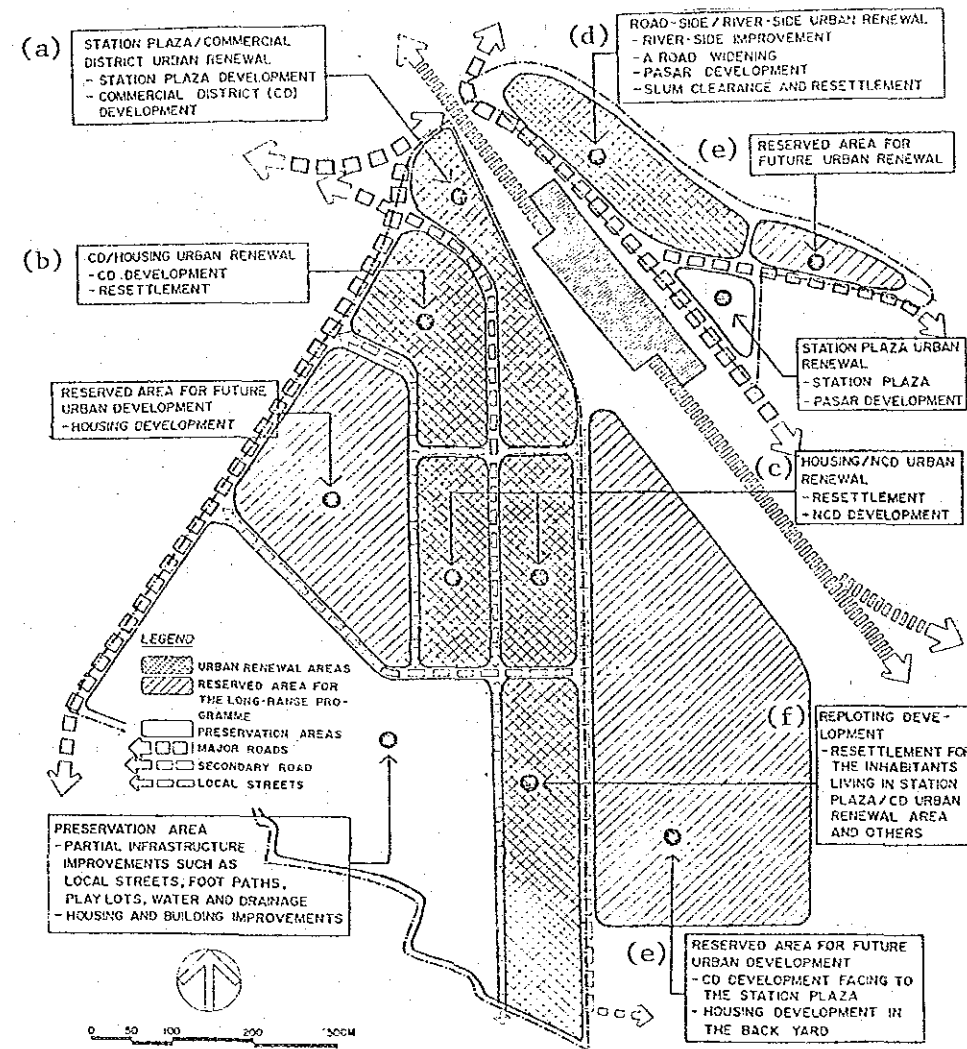 (a)
STATION PLAZA/COMMERCIAL
DISTRICT URBAN RENEWAL
- STATION PLAZA DEVELOPMENT
- COMMERCIAL DISTRICT (CD)
DEVELOPMENT
(d)
ROAD-SIDE/RIVER-SIDE URBAN RENEWAL
- RIVER-SIDE IMPROVEMENT
- A ROAD WIDENING
- PASAR DEVELOPMENT
- SLUM CLEARANCE AND RESETTLEMENT
(e)
RESERVED AREA FOR
FUTURE URBAN RENEWAL
(b)
CD/HOUSING URBAN RENEWAL
- CD DEVELOPMENT
- RESETTLEMENT
STATION PLAZA URBAN
RENEWAL
- STATION PLAZA
- PASAR DEVELOPMENT
RESERVED AREA FOR FUTURE
URBAN DEVELOPMENT
- HOUSING DEVELOPMENT
(c)
HOUSING/NCD URBAN
RENEWAL
- RESETTLEMENT
- NCD DEVELOPMENT
LEGEND
URBAN RENEWAL AREAS
RESERVED AREA FOR
THE LONG-RANGE PRO-
GRAMME
PRESERVATION AREAS
MAJOR ROADS
SECONDARY ROAD
LOCAL STREETS
(f)
REPLOTING DEVE-
LOPMENT
- RESETTLEMENT FOR
THE INHABITANTS
LIVING IN STATION
PLAZA/CD URBAN
RENEWAL AREA
AND OTHERS
PRESERVATION AREA
- PARTIAL INFRASTRUCTURE
IMPROVEMENTS SUCH AS
LOCAL STREETS, FOOT PATHS,
PLAY LOTS, WATER AND DRAINAGE
- HOUSING AND BUILDING IMPROVEMENTS
(e)
RESERVED AREA FOR FUTURE
URBAN DEVELOPMENT
- CD DEVELOPMENT FACING TO
THE STATION PLAZA
- HOUSING DEVELOPMENT IN
THE BACK YARD
0 50 100 200